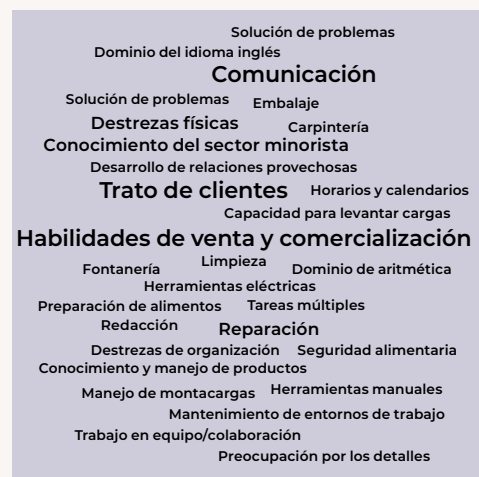 Solución de problemas
Dominio del idioma inglés
Comunicación
Solución de problemas
Embalaje
Destrezas físicas
Carpintería
Conocimiento del sector minorista
Desarrollo de relaciones provechosas
Trato de clientes
Horarios y calendarios
Capacidad para levantar cargas
Habilidades de venta y comercialización
Limpieza
Fontanería
Dominio de aritmética
Herramientas eléctricas
Preparación de alimentos
Tareas múltiples
Redacción
Reparación
Destrezas de organización
Seguridad alimentaria
Conocimiento y manejo de productos
Manejo de montacargas
Herramientas manuales
Mantenimiento de entornos de trabajo
Trabajo en equipo/colaboración
Preocupación por los detalles